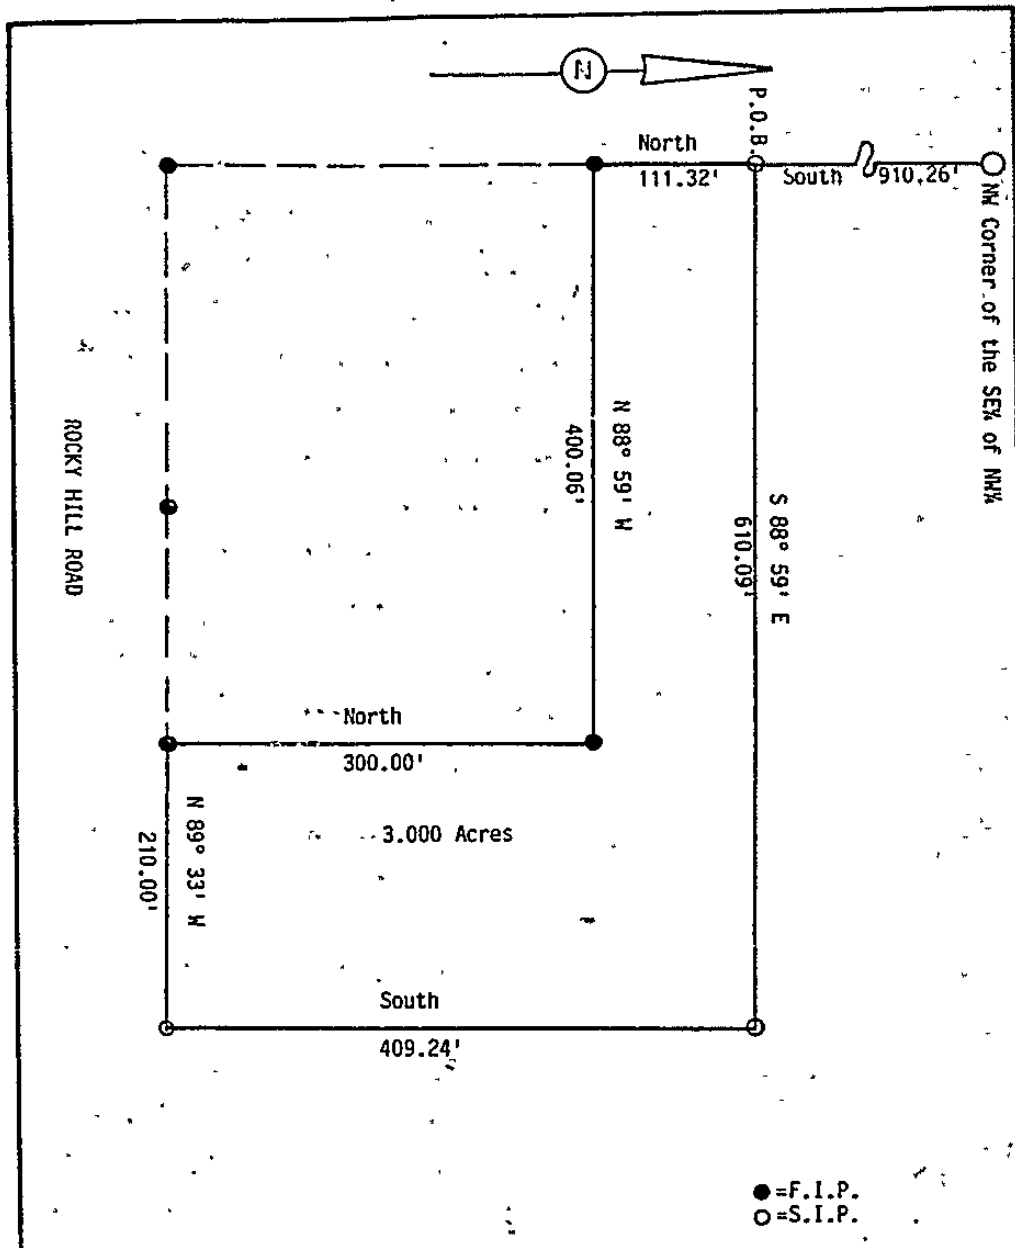 N
P.O.B.
North
111.32'
South
910.26'
NW Corner of the SE¼ of NW¼
N 88° 59' W
400.06'
S 88° 59' E
610.09'
ROCKY HILL ROAD
North
300.00'
3.000 Acres
N 89° 33' W
210.00'
South
409.24'
●=F.I.P.
○=S.I.P.